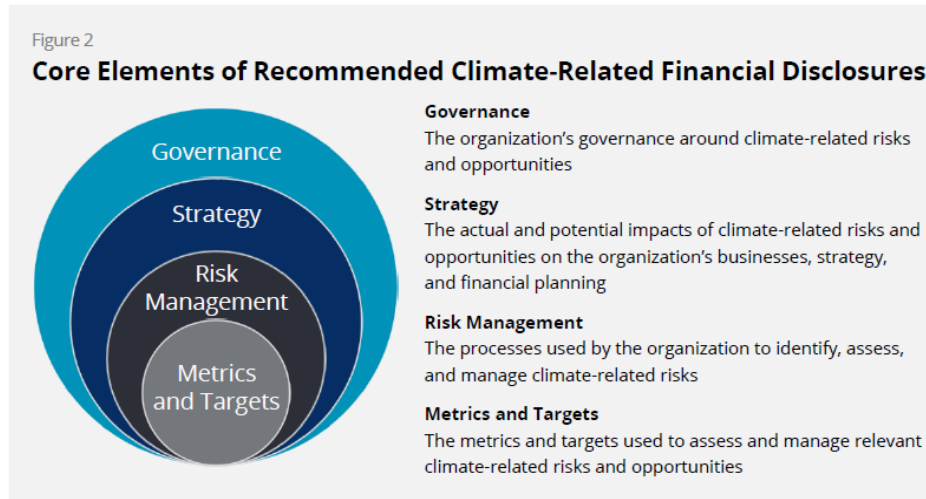 Figure 2
Core Elements of Recommended Climate-Related Financial Disclosures
Governance
Strategy
Risk
Management
Metrics
and Targets
Governance
The organization’s governance around climate-related risks
and opportunities
Strategy
The actual and potential impacts of climate-related risks and
opportunities on the organization’s businesses, strategy,
and financial planning
Risk Management
The processes used by the organization to identify, assess,
and manage climate-related risks
Metrics and Targets
The metrics and targets used to assess and manage relevant
climate-related risks and opportunities